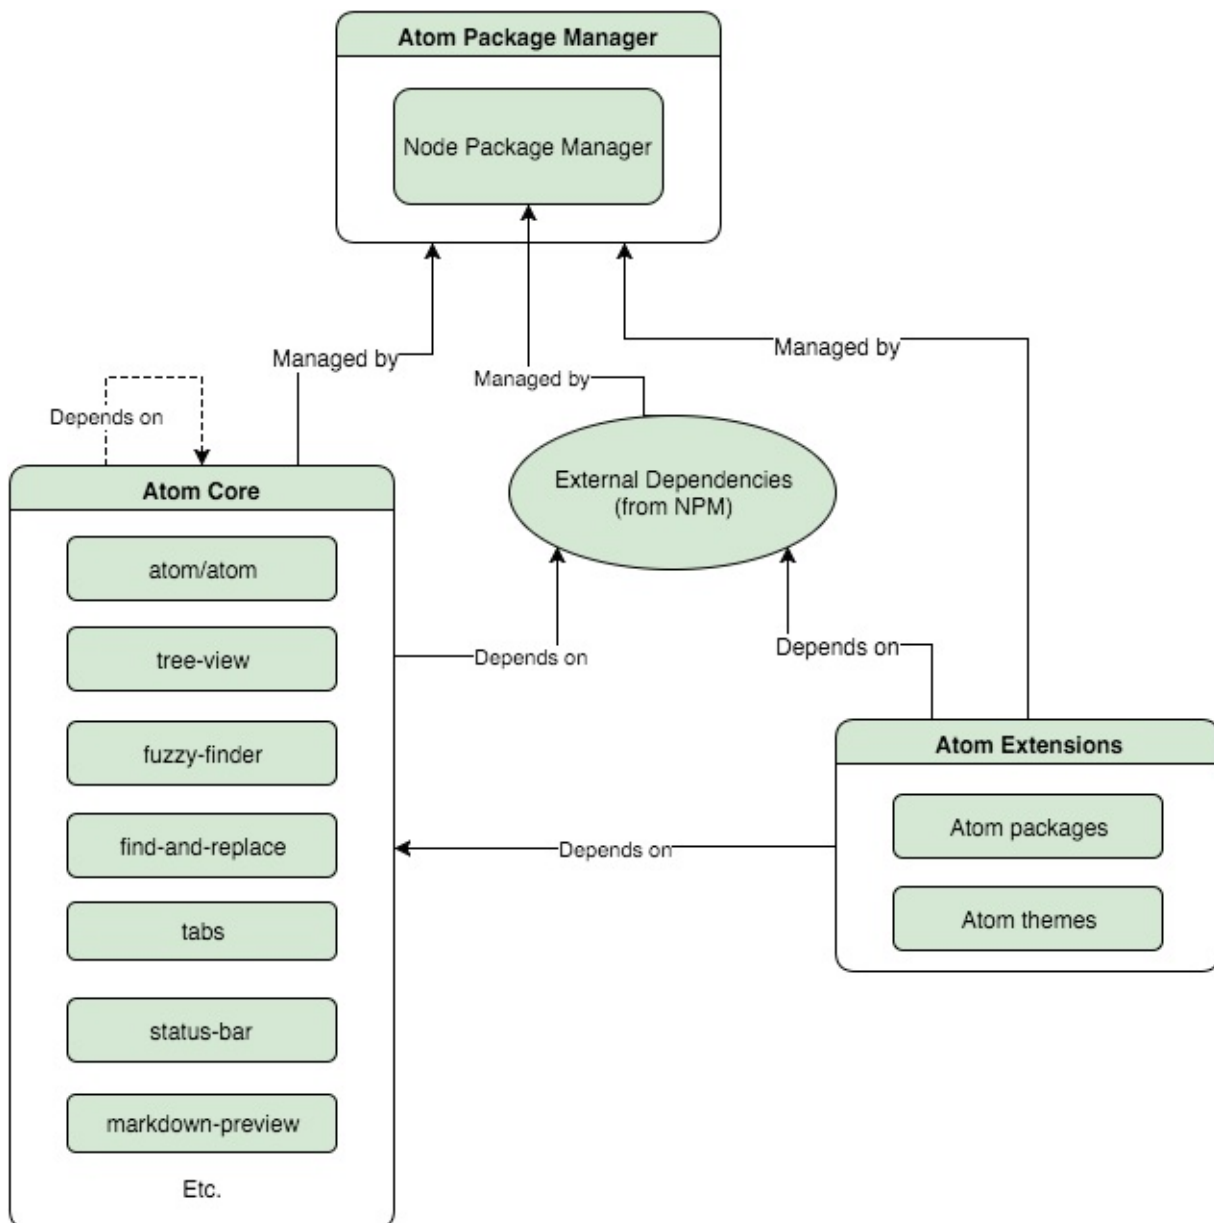 Atom Package Manager
Node Package Manager
Managed by
Managed by
Managed by
Depends on
External Dependencies
(from NPM)
Atom Core
atom/atom
tree-view
fuzzy-finder
find-and-replace
tabs
status-bar
markdown-preview
Etc.
Depends on
Depends on
Depends on
Atom Extensions
Atom packages
Atom themes